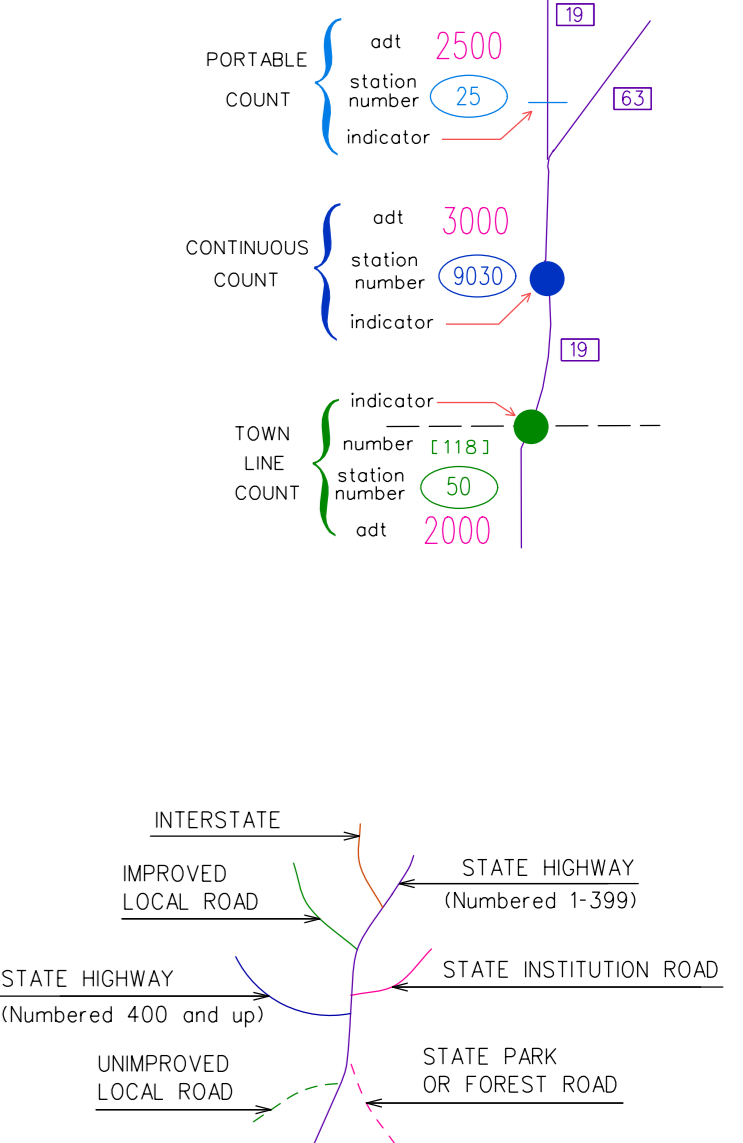 19
PORTABLE
COUNT
adt 2500
station
number 25
indicator
63
CONTINUOUS
COUNT
adt 3000
station
number 9030
indicator
19
TOWN
LINE
COUNT
indicator
number [118]
station
number 50
adt 2000
INTERSTATE
IMPROVED
LOCAL ROAD
STATE HIGHWAY
(Numbered 1-399)
STATE HIGHWAY
(Numbered 400 and up)
STATE INSTITUTION ROAD
UNIMPROVED
LOCAL ROAD
STATE PARK
OR FOREST ROAD